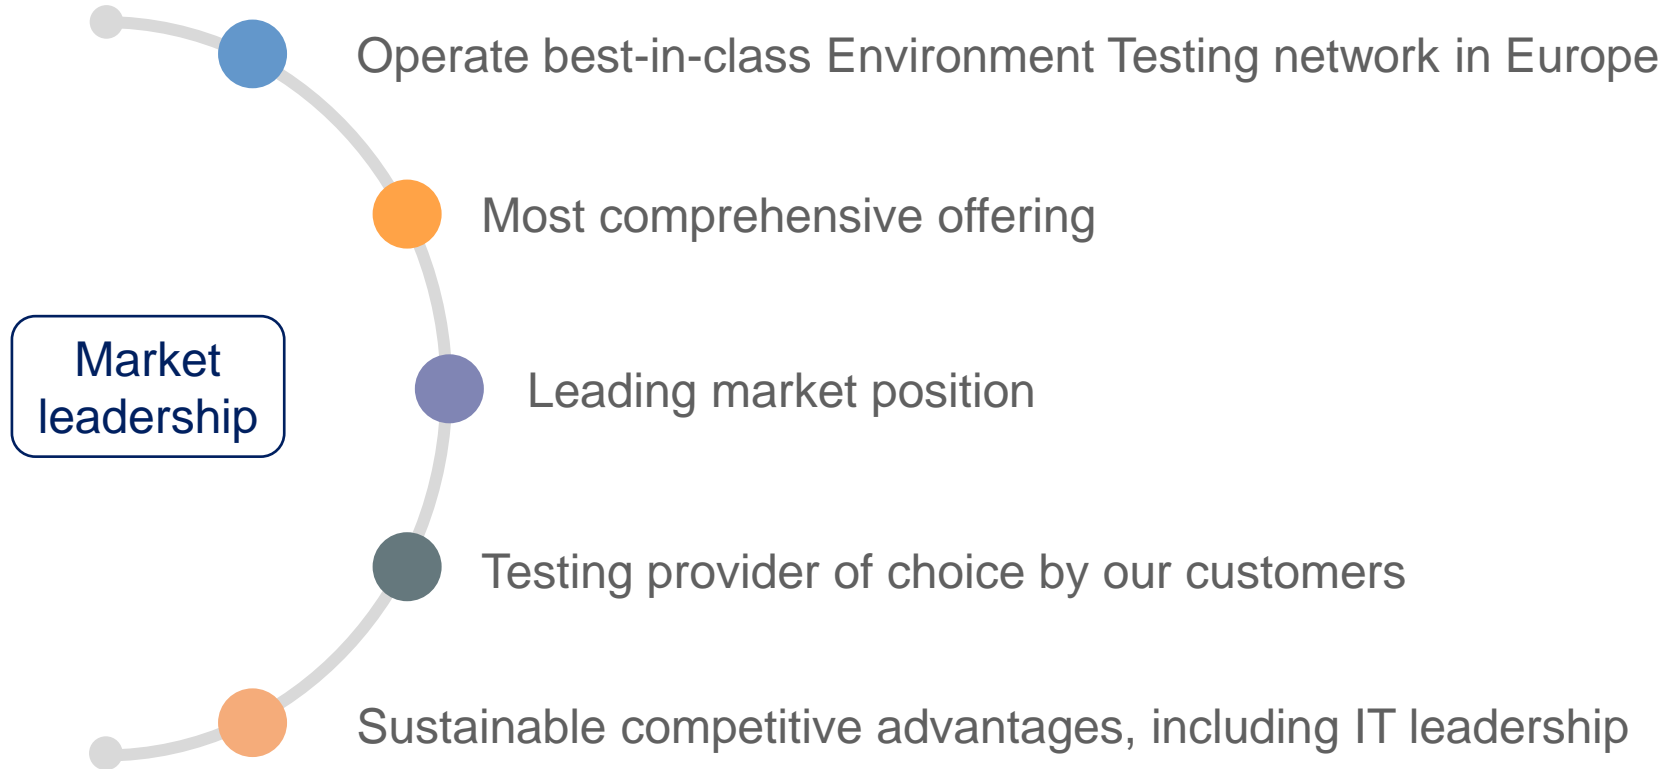 Operate best-in-class Environment Testing network in Europe
Most comprehensive offering
Market
leadership
Leading market position
Testing provider of choice by our customers
Sustainable competitive advantages, including IT leadership